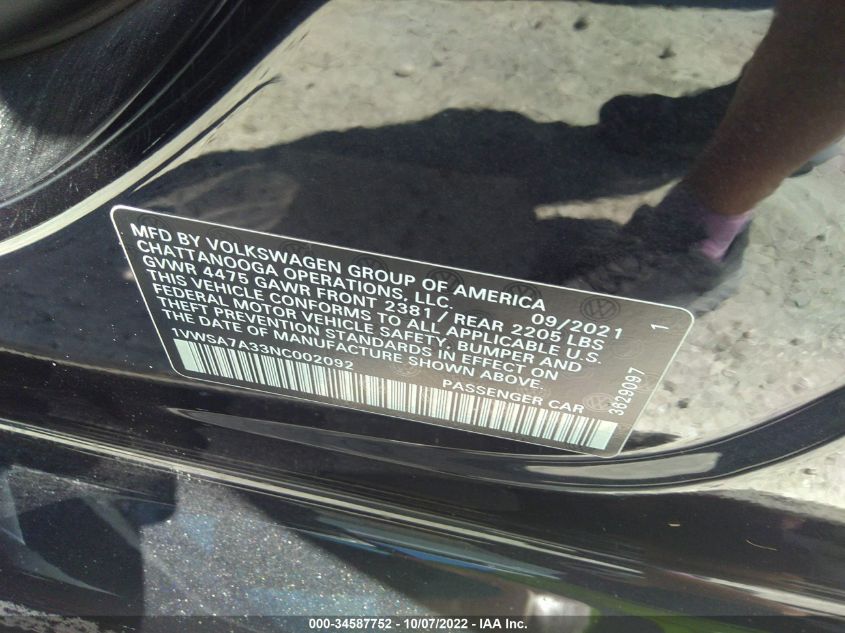 MFD BY VOLKSWAGEN GROUP OF AMERICA
CHATTANOOGA OPERATIONS, LLC. 09/2021
GVWR 4475 GAWR FRONT 2381 / REAR 2205 LBS
THIS VEHICLE CONFORMS TO ALL APPLICABLE U.S.
FEDERAL MOTOR VEHICLE SAFETY, BUMPER AND
THEFT PREVENTION STANDARDS IN EFFECT ON
THE DATE OF MANUFACTURE SHOWN ABOVE.
1VWSA7A33NC002092 PASSENGER CAR
1
3629097
000-34587752 - 10/07/2022 - IAA Inc.